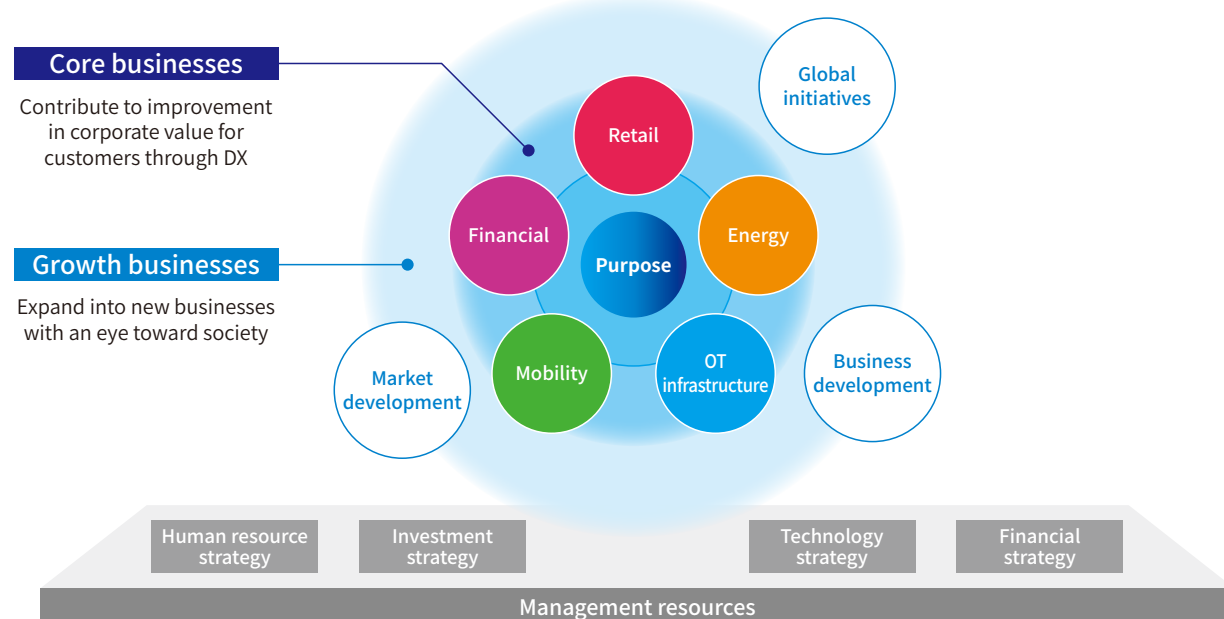 Core businesses
Contribute to improvement
in corporate value for
customers through DX
Growth businesses
Expand into new businesses
with an eye toward society
Global
initiatives
Retail
Financial
Energy
Purpose
Mobility
OT
infrastructure
Market
development
Business
development
Human resource
strategy
Investment
strategy
Technology
strategy
Financial
strategy
Management resources